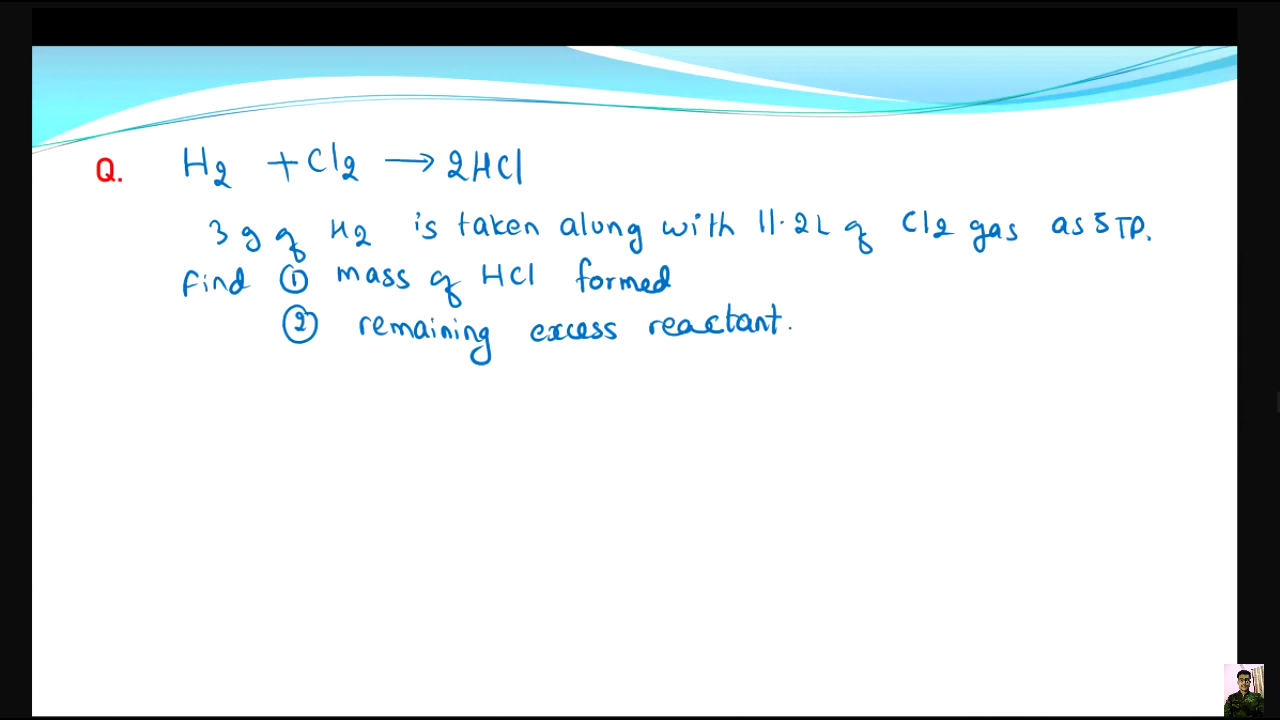 Q. H2 + Cl2 → 2HCl
3 g of H2 is taken along with 11.2L of Cl2 gas as STP.
Find ① mass of HCl formed
② remaining excess reactant.